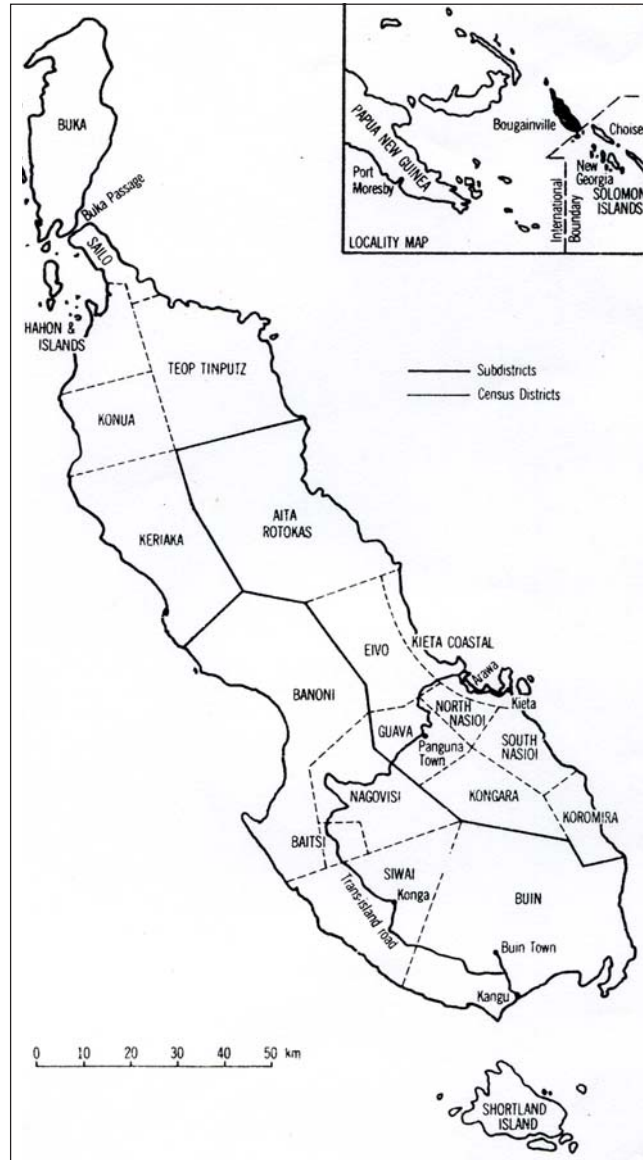 BUKA
Buka Passage
SAILO
HAHON &
ISLANDS
TEOP TINPUTZ
KONUA
KERIAKA
AITA
ROTOKAS
EIVO
KIETA COASTAL
Arawa
Kieta
BANONI
GUAVA
NORTH
NASIOI
Panguna
Town
SOUTH
NASIOI
NAGOVISI
KONGARA
KOROMIRA
BAITSI
SIWAI
Konga
Trans-island road
BUIN
Buin Town
Kangu
SHORTLAND
ISLAND
0 10 20 30 40 50 km
Subdistricts
Census Districts
PAPUA NEW GUINEA
Port
Moresby
Bougainville
Choise
New
Georgia
SOLOMON
ISLANDS
International
Boundary
LOCALITY MAP